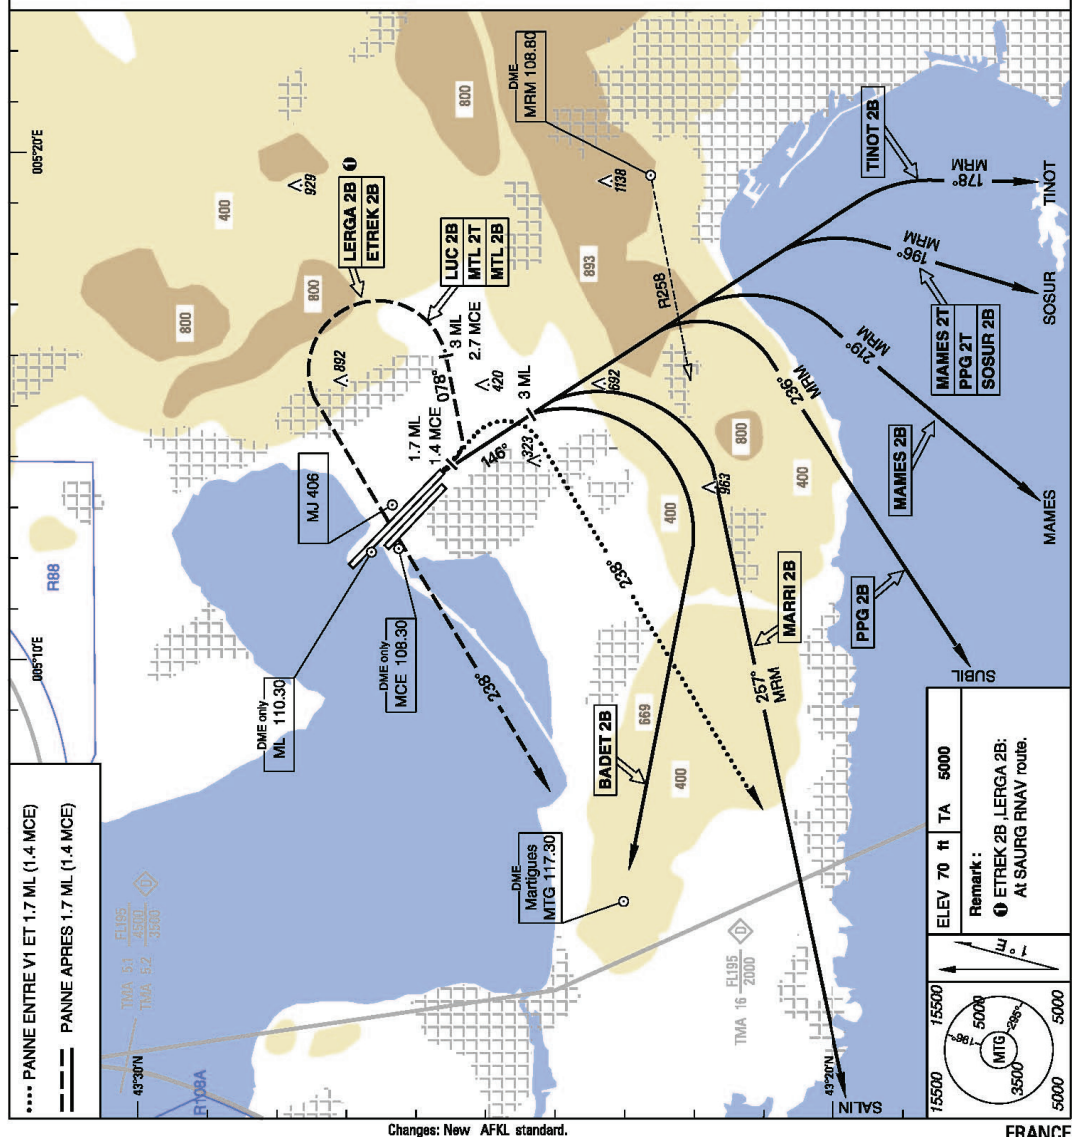 •••• PANNE ENTRE V1 ET 1.7 ML (1.4 MCE)
PANNE APRES 1.7 ML (1.4 MCE)
R88
005°20'E
005°10'E
43°30'N
43°20'N
R108A
TMA 16
FL195
2000
D
FL195
3500
D
DME
MRM 108.80
MJ 406
DME only
ML 110.30
DME only
MCE 108.30
DME
Martigues
MTG 117.30
LERGA 2B
ETREK 2B
1
LUC 2B
MTL 2T
MTL 2B
TINOT 2B
MAMES 2T
PPG 2T
SOSUR 2B
MAMES 2B
PPG 2B
MARRI 2B
BADET 2B
3 ML
2.7 MCE
078°
1.7 ML
1.4 MCE
146°
3 ML
R258
238°
238°
257°
MRM
236°
MRM
219°
MRM
196°
MRM
178°
MRM
TINOT
SOSUR
MAMES
SUBIL
SALIN
929
892
420
323
692
963
1138
400
800
800
800
893
800
400
400
669
400
ELEV 70 ft
TA 5000
Remark :
1 ETREK 2B ,LERGA 2B:
At SAURG RNAV route.
1° E
15500
15500
5000
196°
295°
MTG
3500
5000
5000
Changes: New AFKL standard.
FRANCE